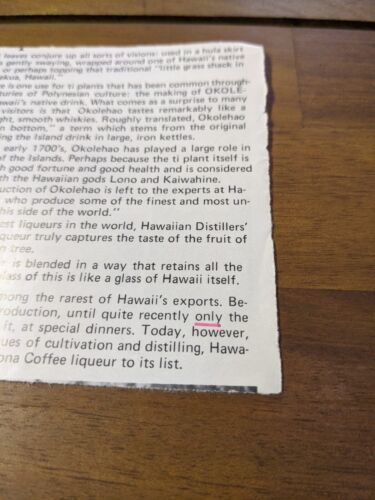 leaves conjure up all sorts of visions: used in a hula skirt
gently swaying, wrapped around one of Hawaii's native
or perhaps topping that traditional "little grass shack in
kua, Hawaii."
e is one use for ti plants that has been common through-
turies of Polynesian culture: the making of OKOLE-
waii's native drink. What comes as a surprise to many
visitors is that Okolehao tastes remarkably like a
ht, smooth whiskies. Roughly translated, Okolehao
n bottom," a term which stems from the original
ing the Island drink in large, iron kettles.
early 1700's, Okolehao has played a large role in
of the Islands. Perhaps because the ti plant itself is
h good fortune and good health and is considered
th the Hawaiian gods Lono and Kaiwahine.
uction of Okolehao is left to the experts at Ha-
who produce some of the finest and most un-
his side of the world."
est liqueurs in the world, Hawaiian Distillers'
queur truly captures the taste of the fruit of
n tree.
r is blended in a way that retains all the
lass of this is like a glass of Hawaii itself.
mong the rarest of Hawaii's exports. Be-
roduction, until quite recently only the
ft, at special dinners. Today, however,
ues of cultivation and distilling, Hawa-
ona Coffee liqueur to its list.